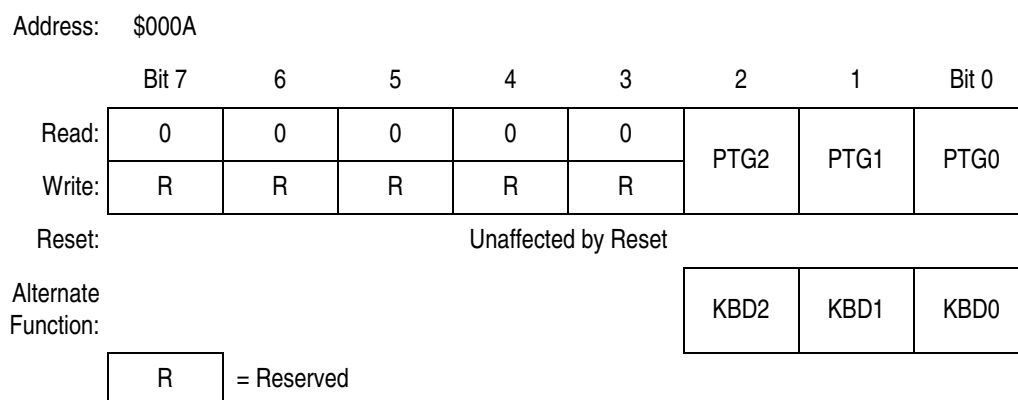 Address: $000A
Bit 7 6 5 4 3 2 1 Bit 0
Read: 0 0 0 0 0 PTG2 PTG1 PTG0
Write: R R R R R
Reset: Unaffected by Reset
Alternate
Function: KBD2 KBD1 KBD0
R = Reserved